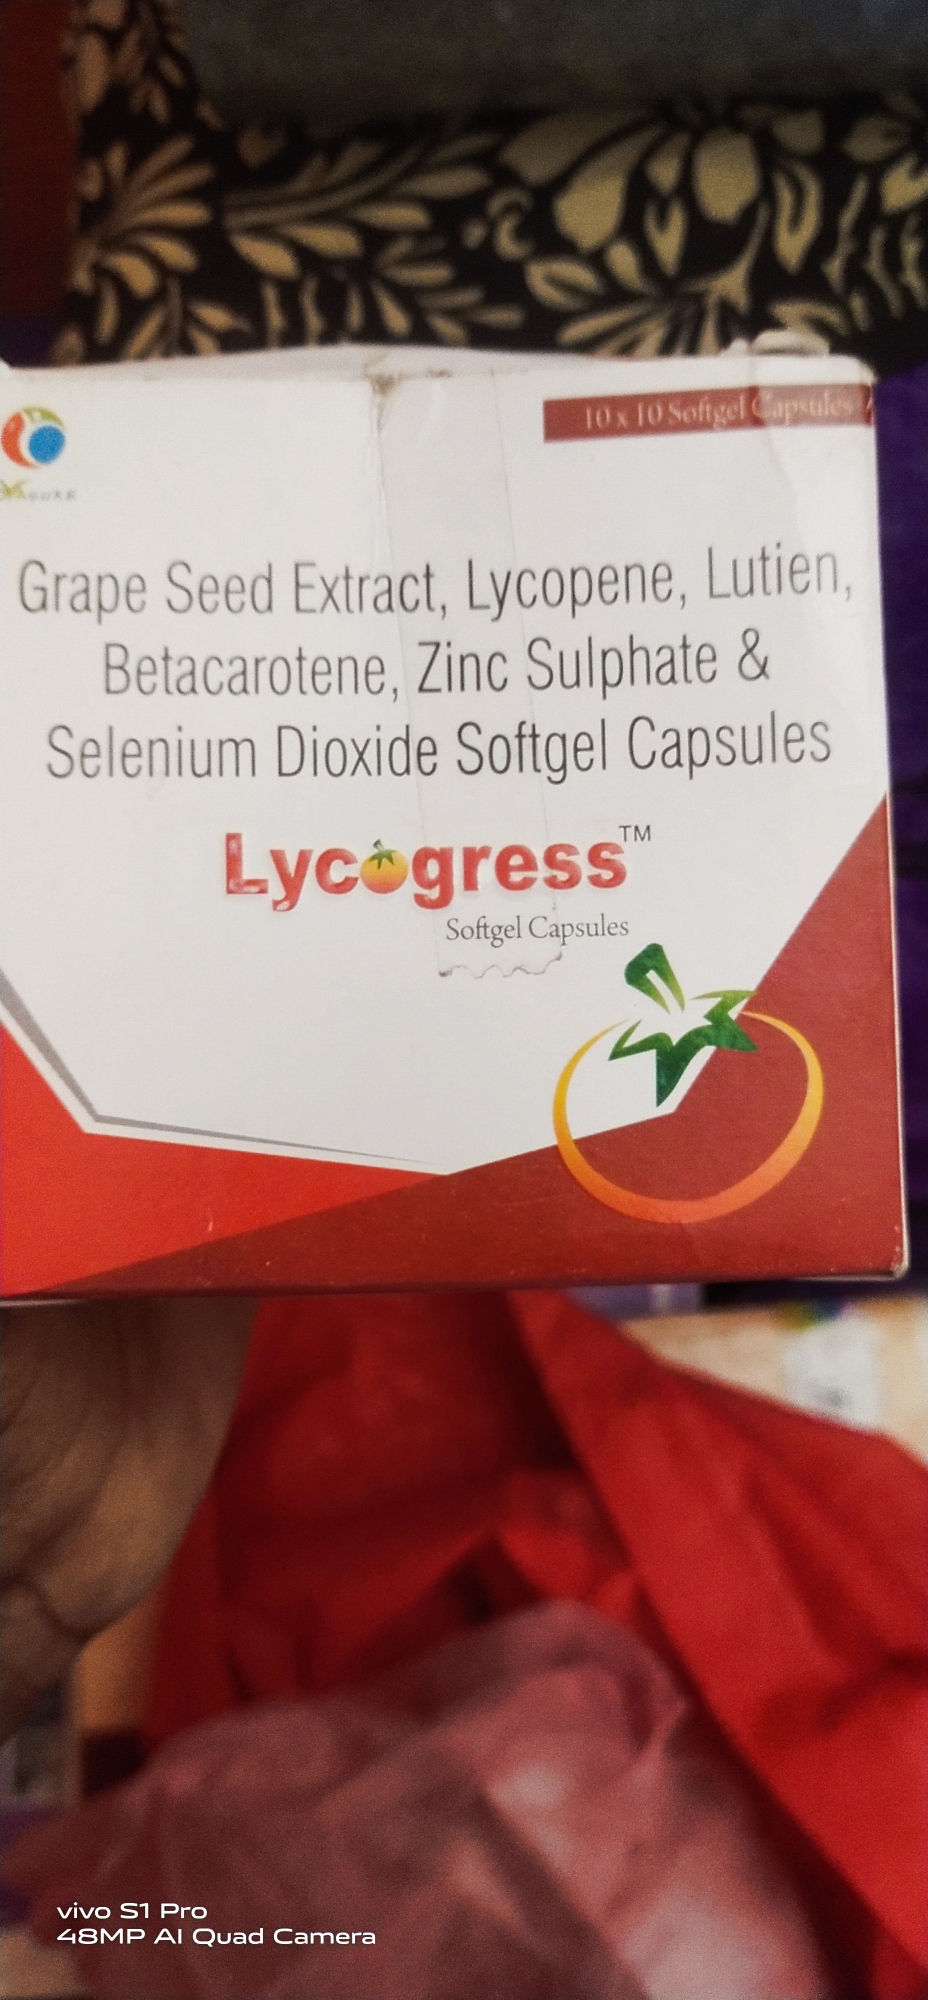 10 x 10 Softgel Capsules
Grape Seed Extract, Lycopene, Lutien,
Betacarotene, Zinc Sulphate &
Selenium Dioxide Softgel Capsules
Lycogress™
Softgel Capsules
vivo S1 Pro
48MP AI Quad Camera